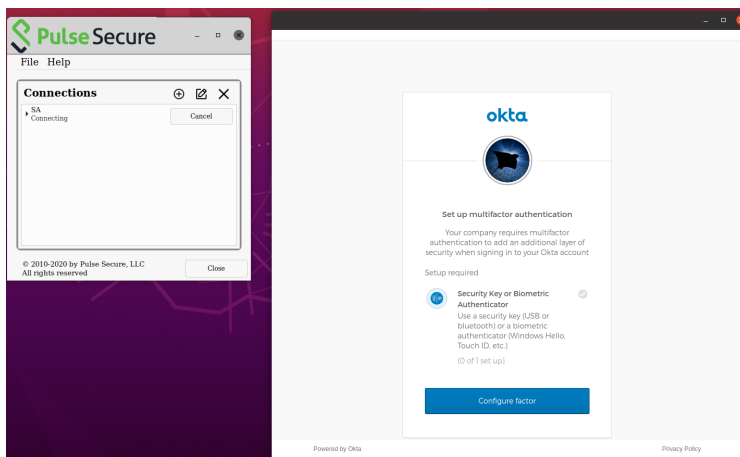 Pulse Secure
File Help
Connections
SA
Connecting
Cancel
© 2010-2020 by Pulse Secure, LLC
All rights reserved
Close
okta
Set up multifactor authentication
Your company requires multifactor
authentication to add an additional layer of
security when signing in to your Okta account
Setup required
Security Key or Biometric
Authenticator
Use a security key (USB or
bluetooth) or a biometric
authenticator (Windows Hello,
Touch ID, etc.)
(0 of 1 set up)
Configure factor
Powered by Okta
Privacy Policy